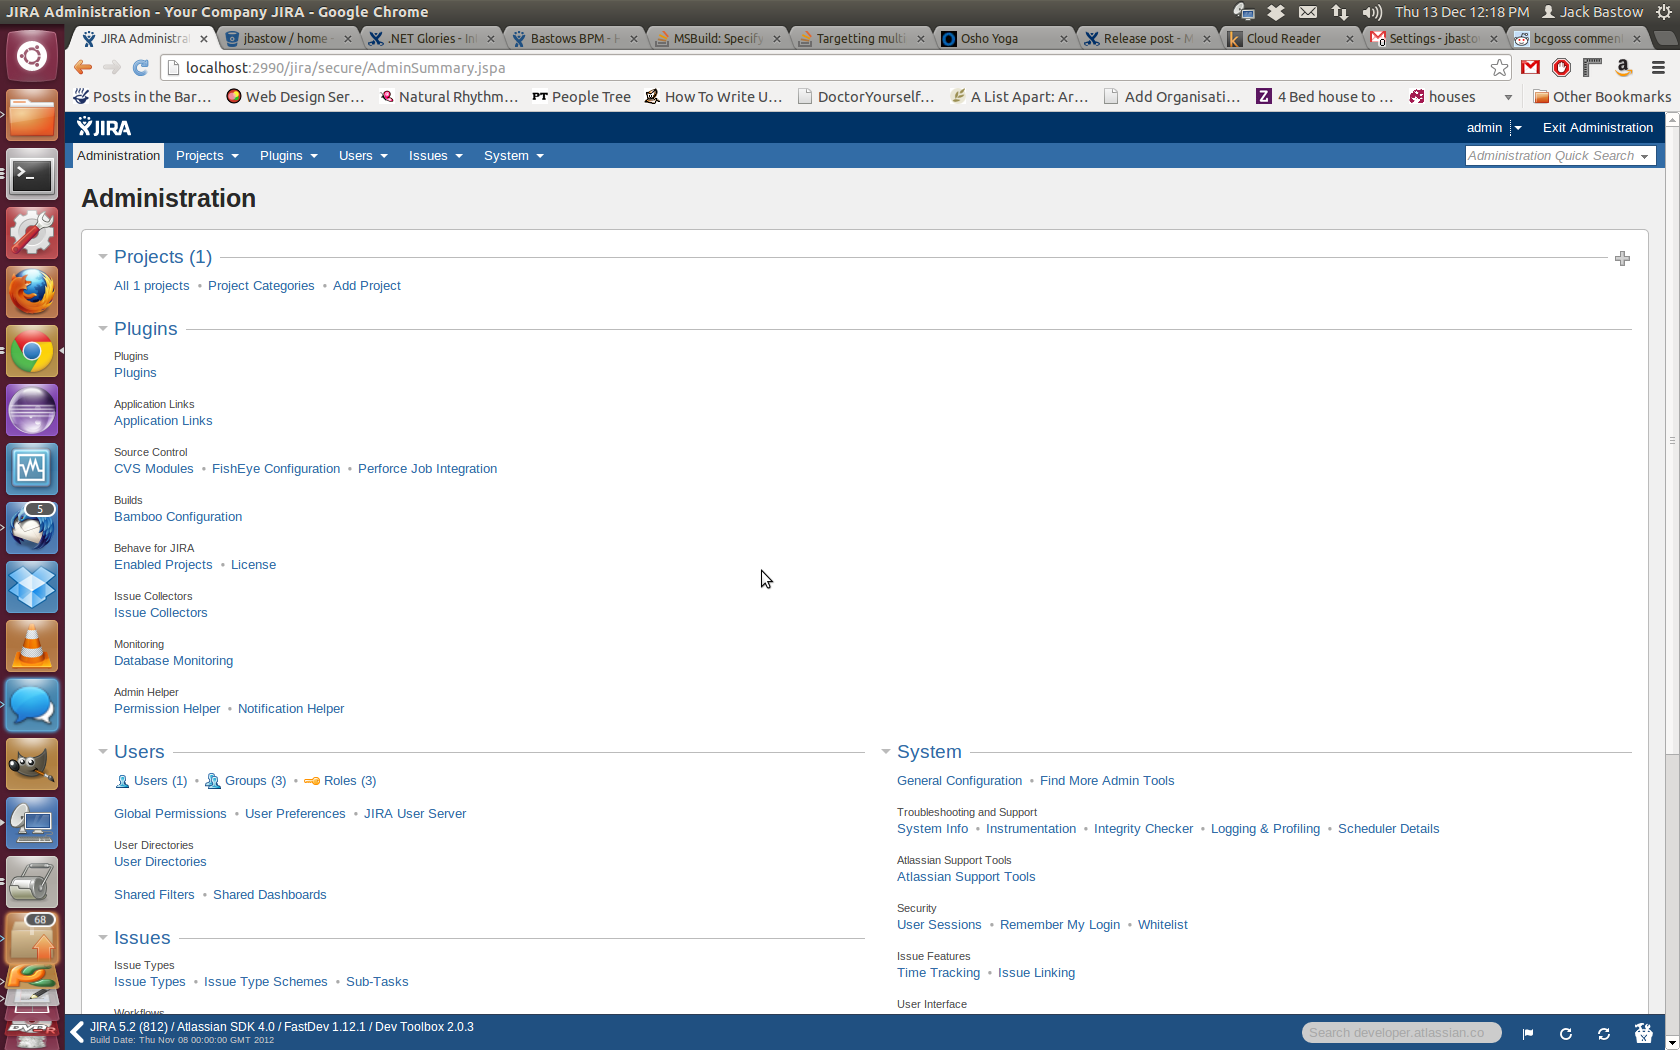 JIRA Administration - Your Company JIRA - Google Chrome
Thu 13 Dec 12:18 PM Jack Bastow
JIRA Administra
jbastow / home
.NET Glories - In
Bastows BPM - H
MSBuild: Specify
Targetting mult
Osho Yoga
Release post - M
Cloud Reader
Settings - jbasto
bcgoss comment
localhost:2990/jira/secure/AdminSummary.jspa
Posts in the Bar... Web Design Ser... Natural Rhythm... PT People Tree How To Write U... DoctorYourself... A List Apart: Ar... Add Organisati... Z 4 Bed house to ... houses Other Bookmarks
JIRA
admin Exit Administration
Administration Projects Plugins Users Issues System
Administration Quick Search
Administration
Projects (1)
All 1 projects • Project Categories • Add Project
Plugins
Plugins
Plugins
Application Links
Application Links
Source Control
CVS Modules • FishEye Configuration • Perforce Job Integration
Builds
Bamboo Configuration
Behave for JIRA
Enabled Projects • License
Issue Collectors
Issue Collectors
Monitoring
Database Monitoring
Admin Helper
Permission Helper • Notification Helper
Users
Users (1) • Groups (3) • Roles (3)
Global Permissions • User Preferences • JIRA User Server
User Directories
User Directories
Shared Filters • Shared Dashboards
Issues
Issue Types
Issue Types • Issue Type Schemes • Sub-Tasks
Workflows
System
General Configuration • Find More Admin Tools
Troubleshooting and Support
System Info • Instrumentation • Integrity Checker • Logging & Profiling • Scheduler Details
Atlassian Support Tools
Atlassian Support Tools
Security
User Sessions • Remember My Login • Whitelist
Issue Features
Time Tracking • Issue Linking
User Interface
5
68
JIRA 5.2 (812) / Atlassian SDK 4.0 / FastDev 1.12.1 / Dev Toolbox 2.0.3
Build Date: Thu Nov 08 00:00:00 GMT 2012
Search developer.atlassian.co